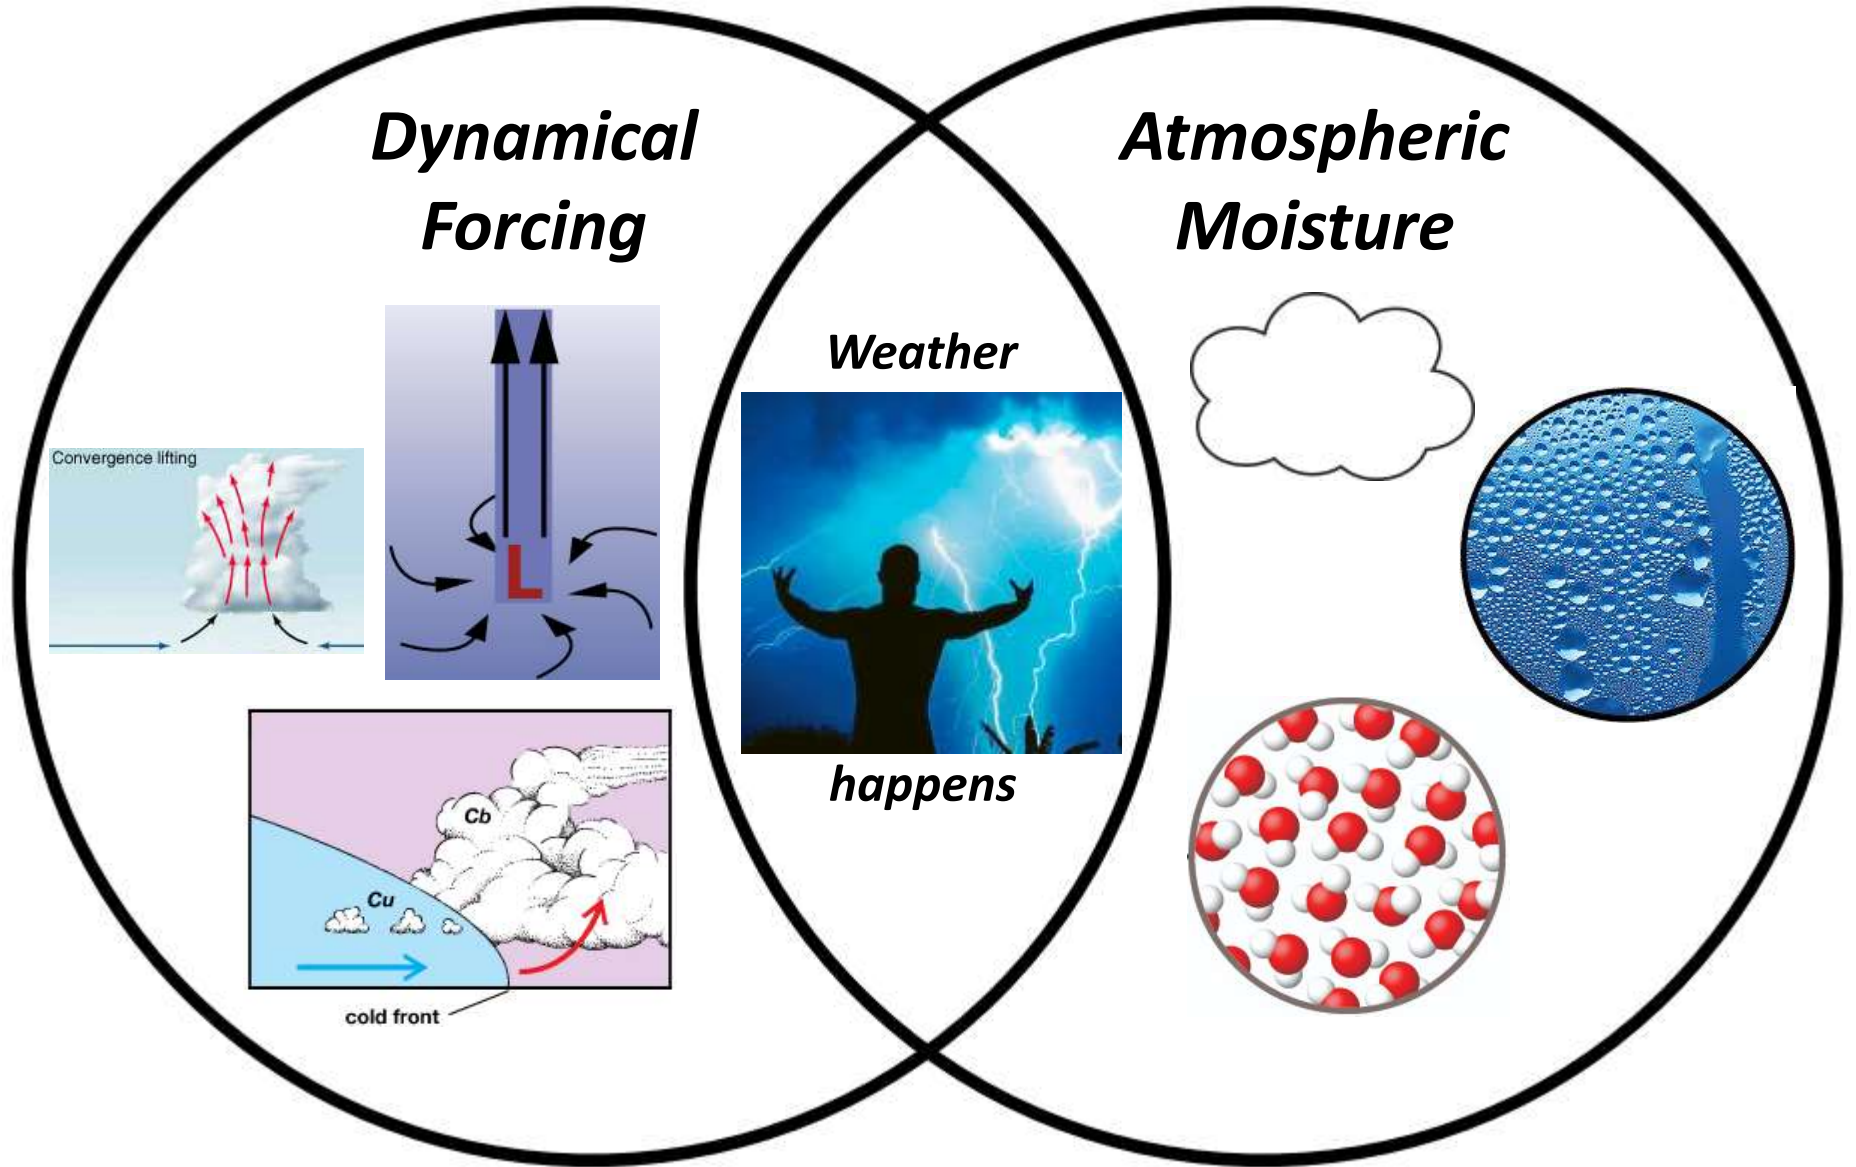 Dynamical
Forcing
Atmospheric
Moisture
Weather
happens
Convergence lifting
L
Cb
Cu
cold front